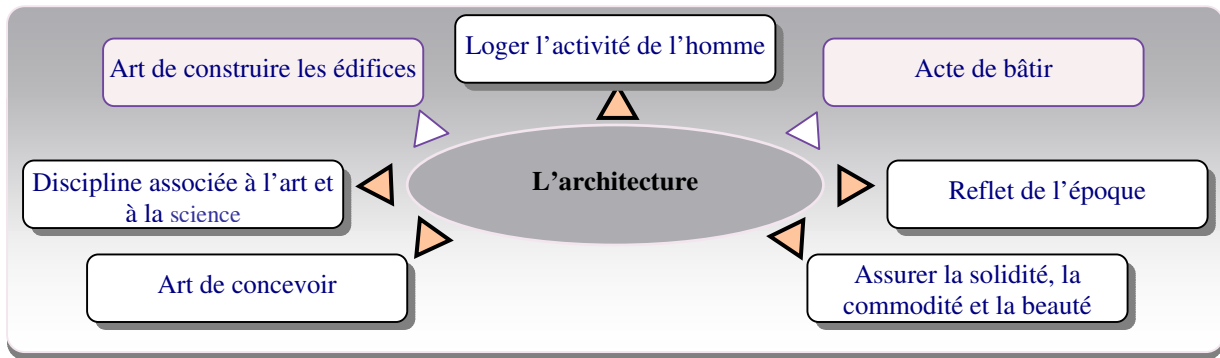 Loger l’activité de l’homme
Art de construire les édifices
Acte de bâtir
L’architecture
Discipline associée à l’art et
à la science
Reflet de l’époque
Art de concevoir
Assurer la solidité, la
commodité et la beauté